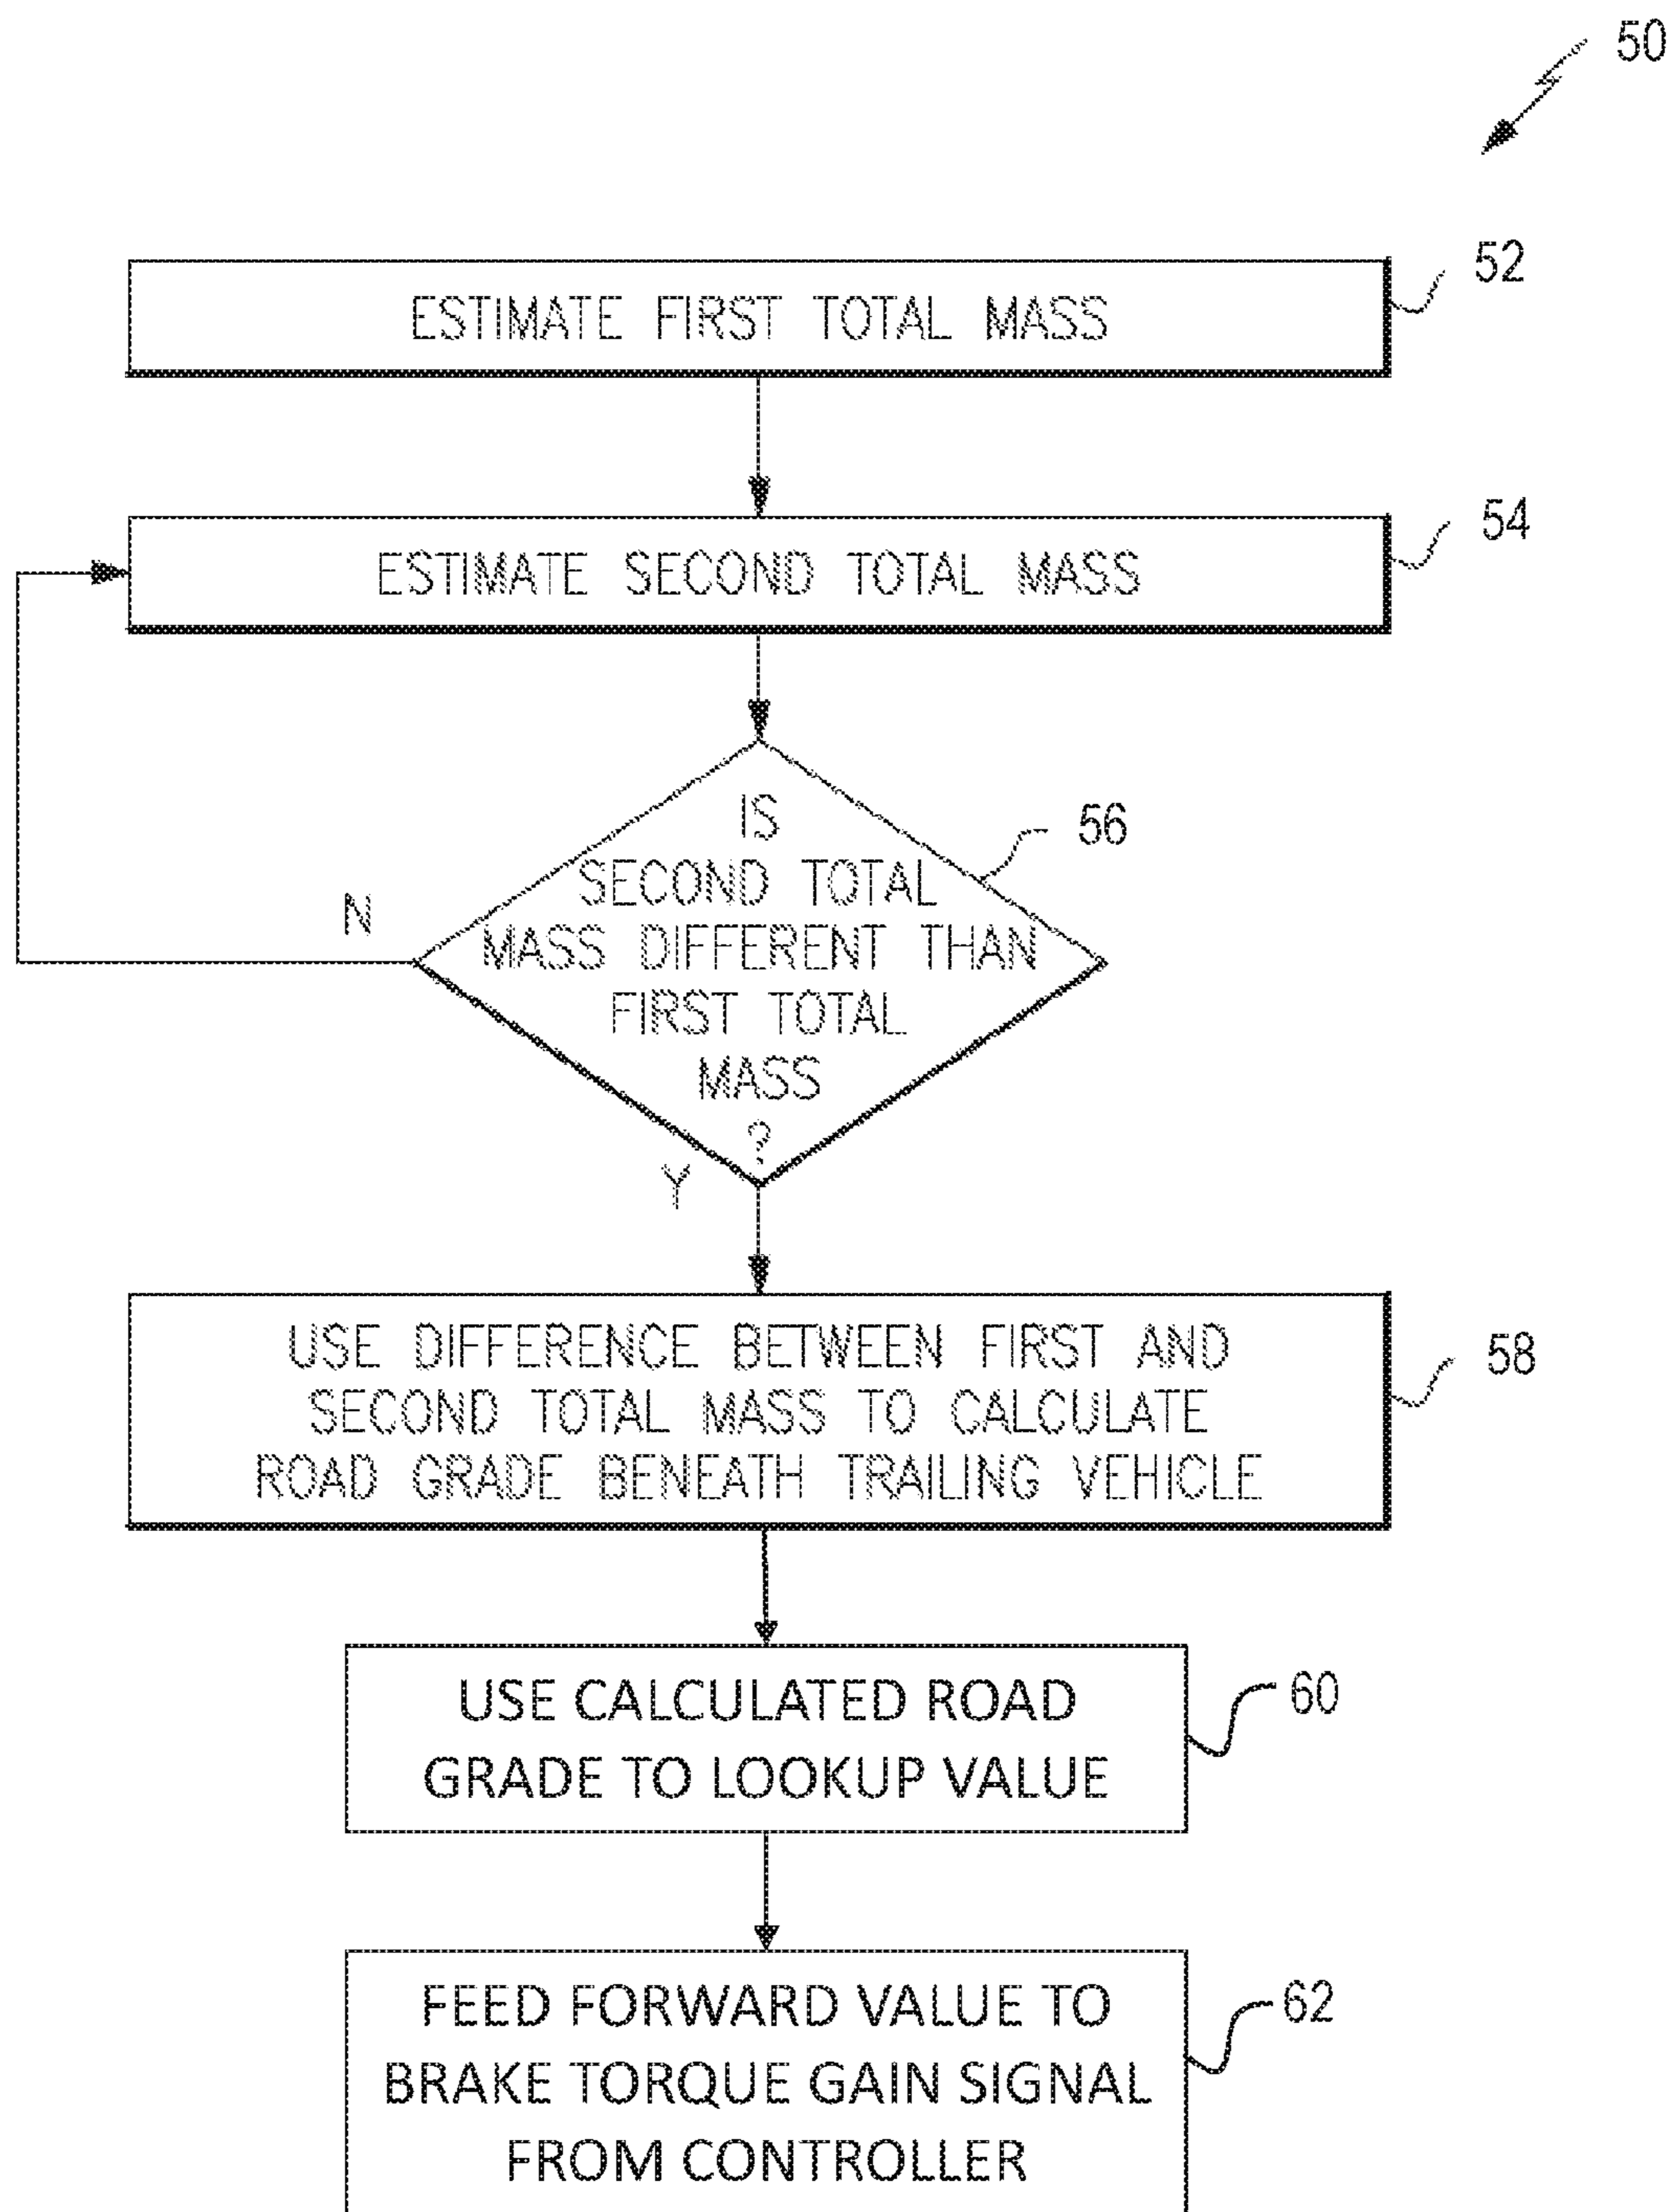 50
ESTIMATE FIRST TOTAL MASS
52
ESTIMATE SECOND TOTAL MASS
54
IS
SECOND TOTAL
MASS DIFFERENT THAN
FIRST TOTAL
MASS
?
56
N
Y
USE DIFFERENCE BETWEEN FIRST AND
SECOND TOTAL MASS TO CALCULATE
ROAD GRADE BENEATH TRAILING VEHICLE
58
USE CALCULATED ROAD
GRADE TO LOOKUP VALUE
60
FEED FORWARD VALUE TO
BRAKE TORQUE GAIN SIGNAL
FROM CONTROLLER
62